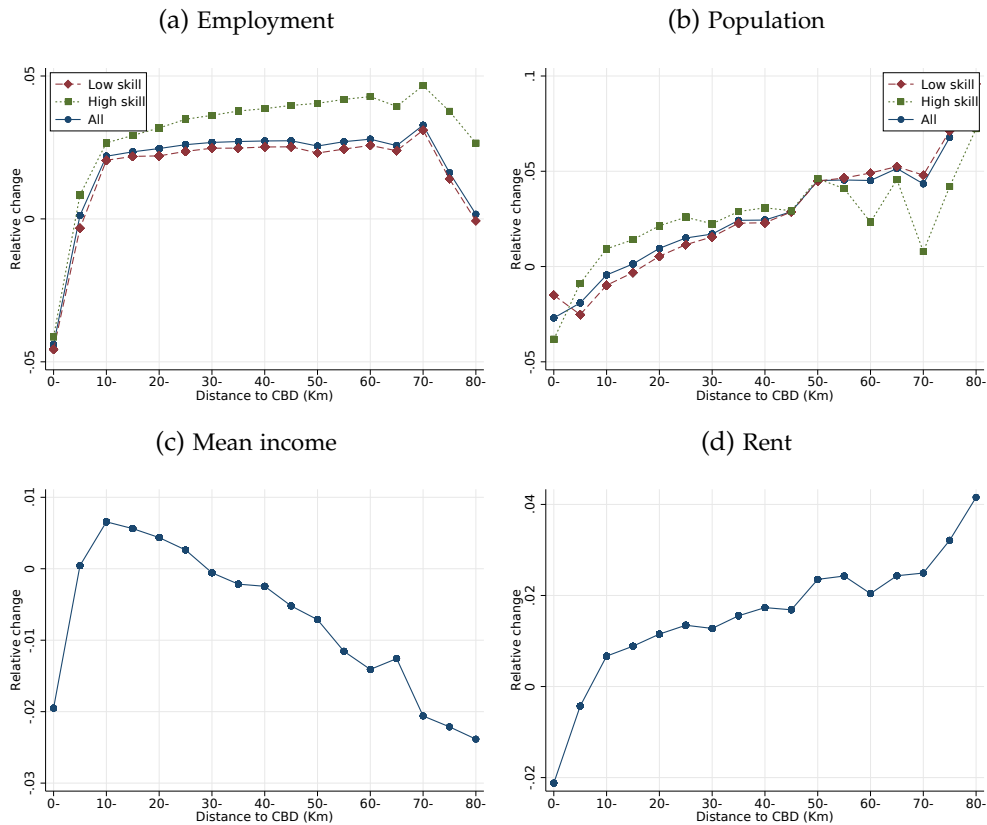 (a) Employment
Low skill
High skill
All
.05
0
-.05
Relative change
0- 10- 20- 30- 40- 50- 60- 70- 80-
Distance to CBD (Km)
(b) Population
Low skill
High skill
All
.1
.05
0
-.05
Relative change
0- 10- 20- 30- 40- 50- 60- 70- 80-
Distance to CBD (Km)
(c) Mean income
.01
0
-.01
-.02
-.03
Relative change
0- 10- 20- 30- 40- 50- 60- 70- 80-
Distance to CBD (Km)
(d) Rent
.04
.02
0
-.02
Relative change
0- 10- 20- 30- 40- 50- 60- 70- 80-
Distance to CBD (Km)